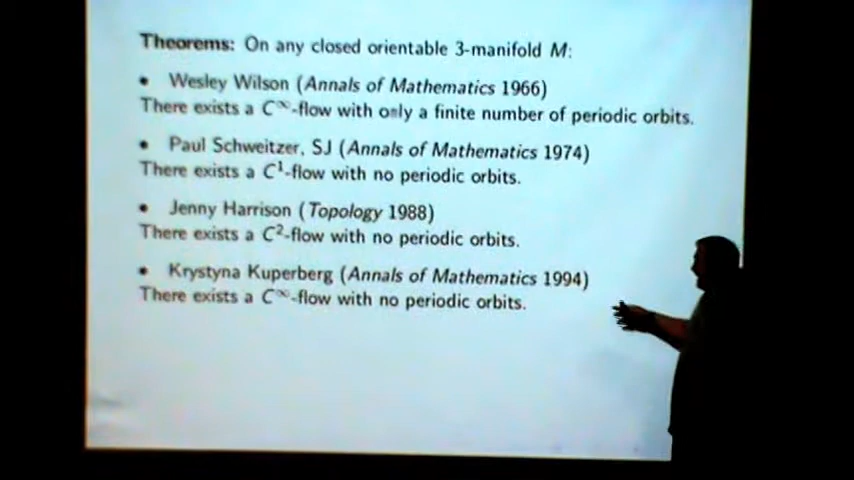 Theorems: On any closed orientable 3-manifold M:
• Wesley Wilson (Annals of Mathematics 1966)
There exists a C∞-flow with only a finite number of periodic orbits.
• Paul Schweitzer, SJ (Annals of Mathematics 1974)
There exists a C¹-flow with no periodic orbits.
• Jenny Harrison (Topology 1988)
There exists a C²-flow with no periodic orbits.
• Krystyna Kuperberg (Annals of Mathematics 1994)
There exists a C∞-flow with no periodic orbits.